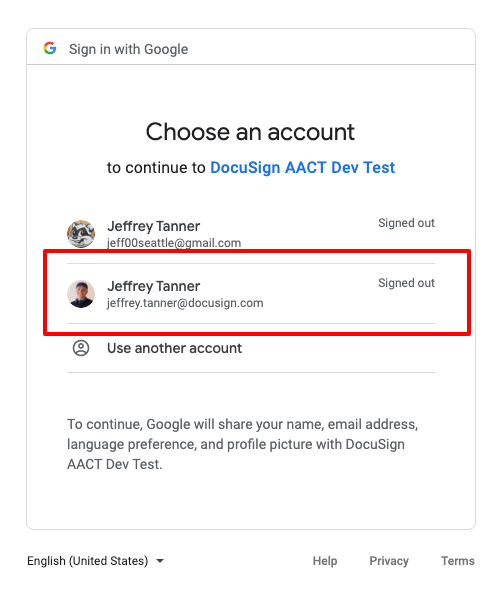 Sign in with Google
Choose an account
to continue to DocuSign AACT Dev Test
Jeffrey Tanner
Signed out
jeff00seattle@gmail.com
Jeffrey Tanner
Signed out
jeffrey.tanner@docusign.com
Use another account
To continue, Google will share your name, email address,
language preference, and profile picture with DocuSign
AACT Dev Test.
English (United States) Help Privacy Terms